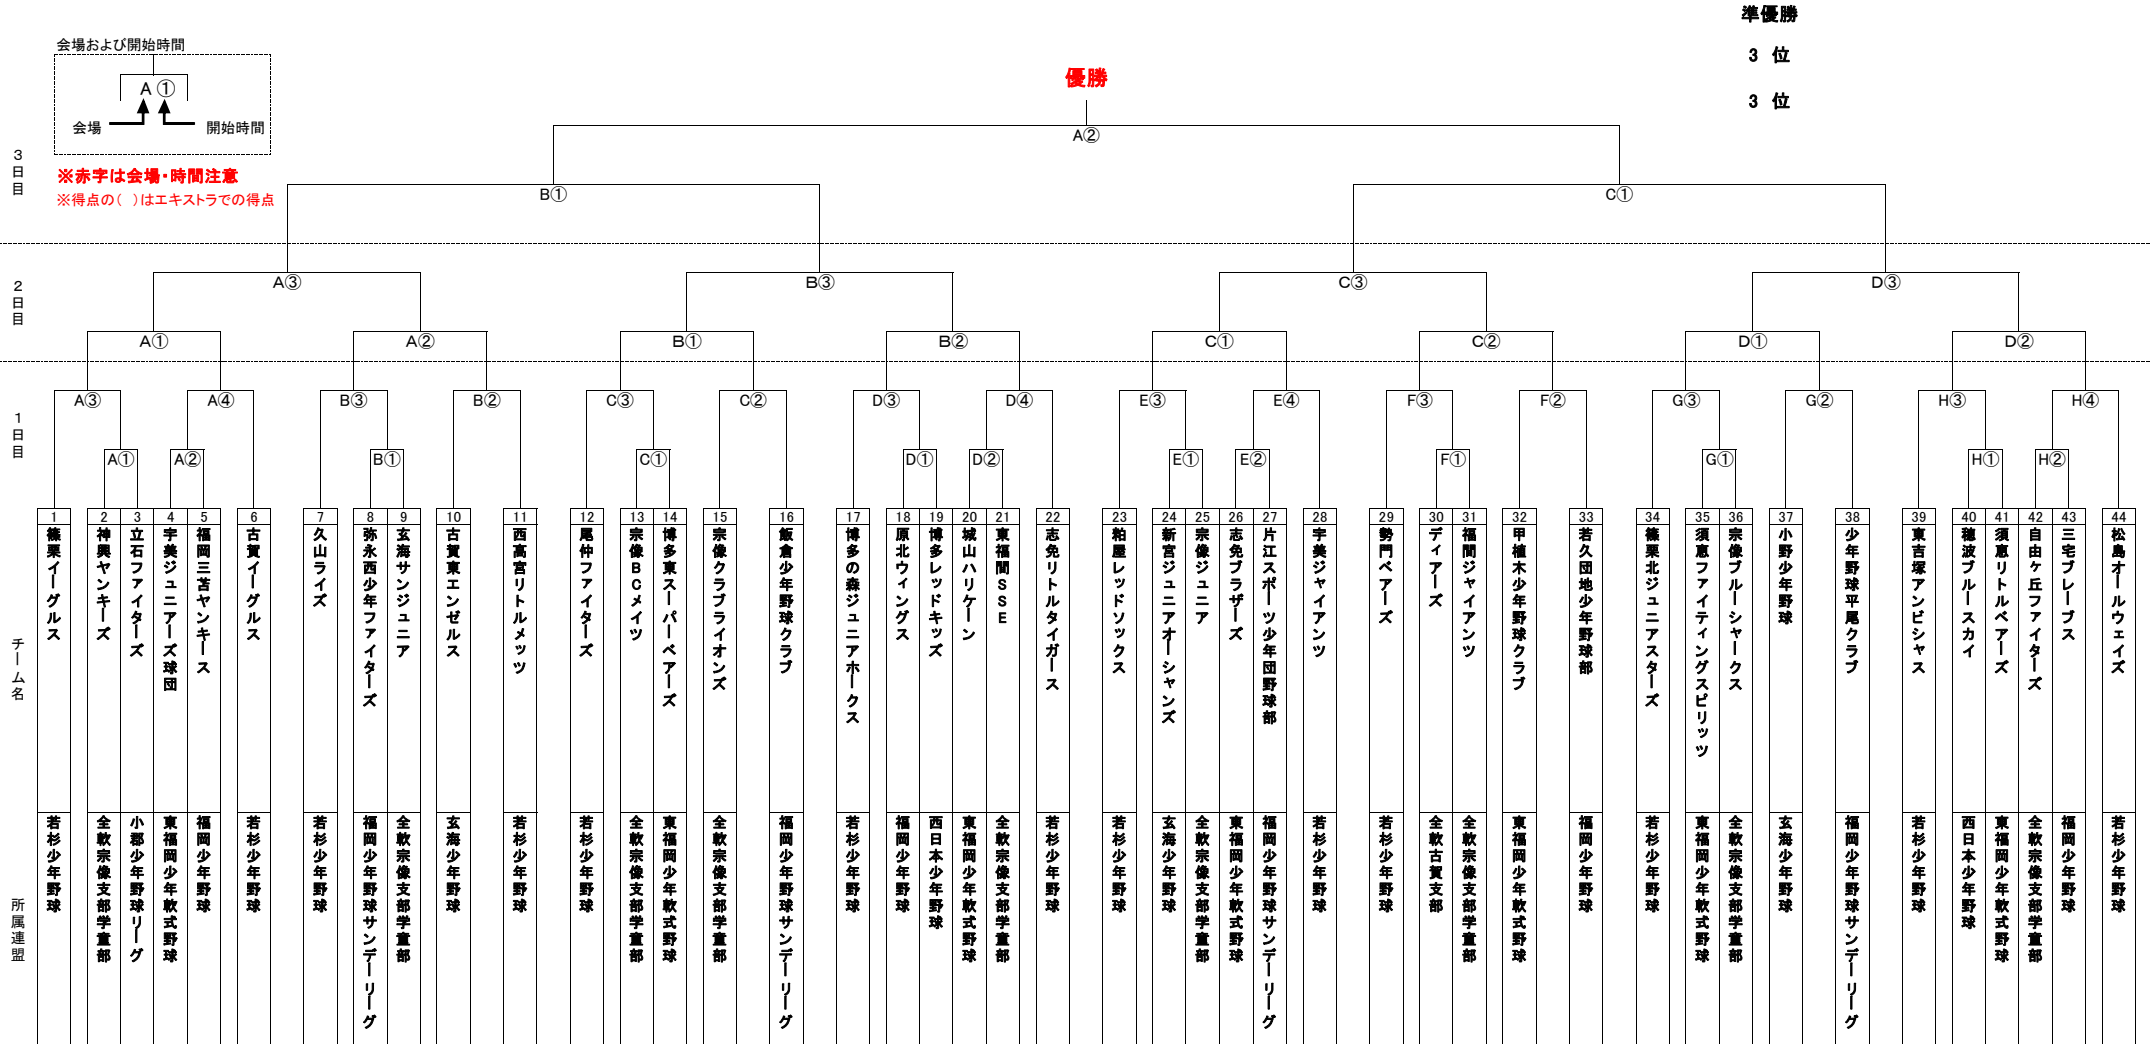 準優勝
3 位
3 位
会場および開始時間
A ①
会場
開始時間
※赤字は会場・時間注意
※得点の( )はエキストラでの得点
優勝
A②
3日目
B①
C①
2日目
A③
B③
C③
D③
A①
A②
B①
B②
C①
C②
D①
D②
1日目
A③
A④
B③
B②
C③
C②
D③
D④
E③
E④
F③
F②
G③
G②
H③
H④
A①
A②
B①
C①
D①
D②
E①
E②
F①
G①
H①
H②
チーム名
所属連盟
1 篠栗イーグルス 若杉少年野球
2 神興ヤンキーズ 全軟宗像支部学童部
3 立石ファイターズ 小郡少年野球リーグ
4 宇美ジュニアーズ球団 東福岡少年軟式野球
5 福岡三苫ヤンキース 福岡少年野球
6 古賀イーグルス 若杉少年野球
7 久山ライズ 若杉少年野球
8 弥永西少年ファイターズ 福岡少年野球サンデーリーグ
9 玄海サンジュニア 全軟宗像支部学童部
10 古賀東エンゼルス 玄海少年野球
11 西高宮リトルメッツ 若杉少年野球
12 尾仲ファイターズ 若杉少年野球
13 宗像BCメイツ 全軟宗像支部学童部
14 博多東スーパーベアーズ 東福岡少年軟式野球
15 宗像クラブライオンズ 全軟宗像支部学童部
16 飯倉少年野球クラブ 福岡少年野球サンデーリーグ
17 博多の森ジュニアホークス 若杉少年野球
18 原北ウィングス 福岡少年野球
19 博多レッドキッズ 西日本少年野球
20 城山ハリケーン 東福岡少年軟式野球
21 東福間SSE 全軟宗像支部学童部
22 志免リトルタイガース 若杉少年野球
23 粕屋レッドソックス 若杉少年野球
24 新宮ジュニアオーシャンズ 玄海少年野球
25 宗像ジュニア 全軟宗像支部学童部
26 志免ブラザーズ 東福岡少年軟式野球
27 片江スポーツ少年団野球部 福岡少年野球サンデーリーグ
28 宇美ジャイアンツ 若杉少年野球
29 勢門ベアーズ 若杉少年野球
30 ディアーズ 全軟古賀支部
31 福間ジャイアンツ 全軟宗像支部学童部
32 甲植木少年野球クラブ 東福岡少年軟式野球
33 若久団地少年野球部 福岡少年野球
34 篠栗北ジュニアスターズ 若杉少年野球
35 須恵ファイティングスピリッツ 東福岡少年軟式野球
36 宗像ブルーシャークス 全軟宗像支部学童部
37 小野少年野球 玄海少年野球
38 少年野球平尾クラブ 福岡少年野球サンデーリーグ
39 東吉塚アンビシャス 若杉少年野球
40 穂波ブルースカイ 西日本少年野球
41 須恵リトルベアーズ 東福岡少年軟式野球
42 自由ヶ丘ファイターズ 全軟宗像支部学童部
43 三宅ブレーブス 福岡少年野球
44 松島オールウェイズ 若杉少年野球